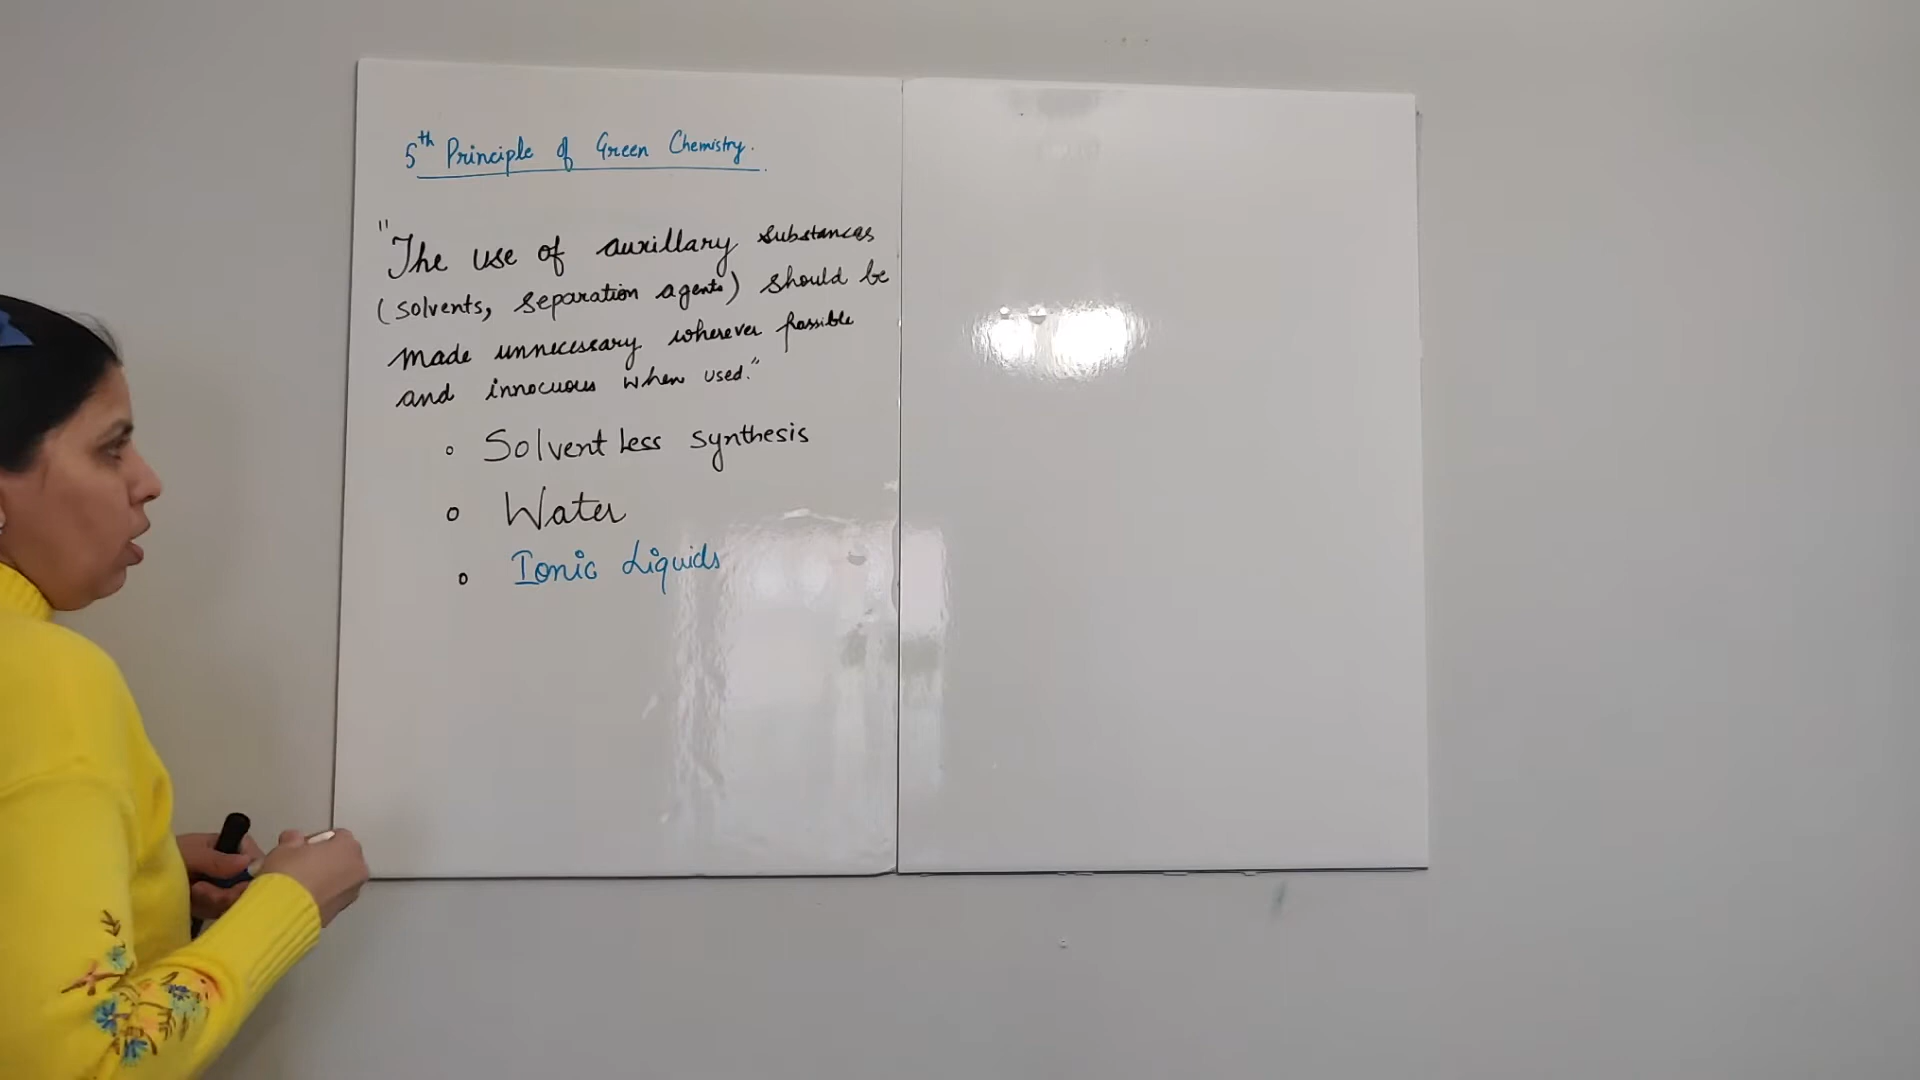 5th Principle of Green Chemistry.
"The use of auxillary substances
(solvents, separation agents) should be
made unnecessary wherever possible
and innocuous when used."
o Solvent less synthesis
o Water
o Ionic Liquids